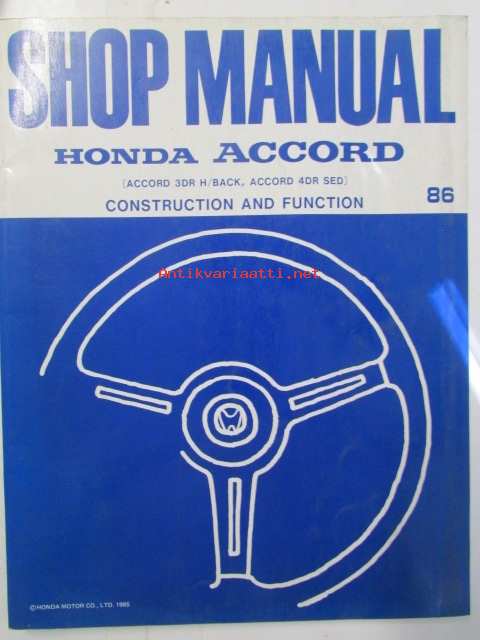 SHOP MANUAL
HONDA ACCORD
[ACCORD 3DR H/BACK, ACCORD 4DR SED]
CONSTRUCTION AND FUNCTION 86
Antikvariaatti.net
©HONDA MOTOR CO., LTD. 1985